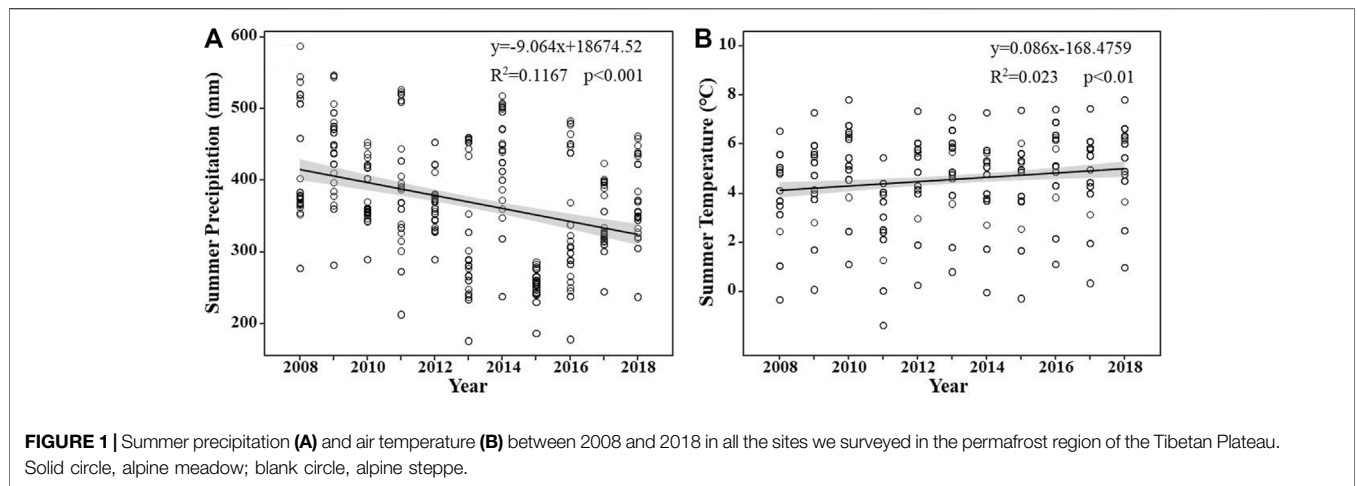 A
y=-9.064x+18674.52
R²=0.1167 p<0.001
Summer Precipitation (mm)
600
500
400
300
200
2008 2010 2012 2014 2016 2018
Year
B
y=0.086x-168.4759
R²=0.023 p<0.01
Summer Temperature (°C)
10
8
6
4
2
0
2008 2010 2012 2014 2016 2018
Year
FIGURE 1 | Summer precipitation (A) and air temperature (B) between 2008 and 2018 in all the sites we surveyed in the permafrost region of the Tibetan Plateau.
Solid circle, alpine meadow; blank circle, alpine steppe.